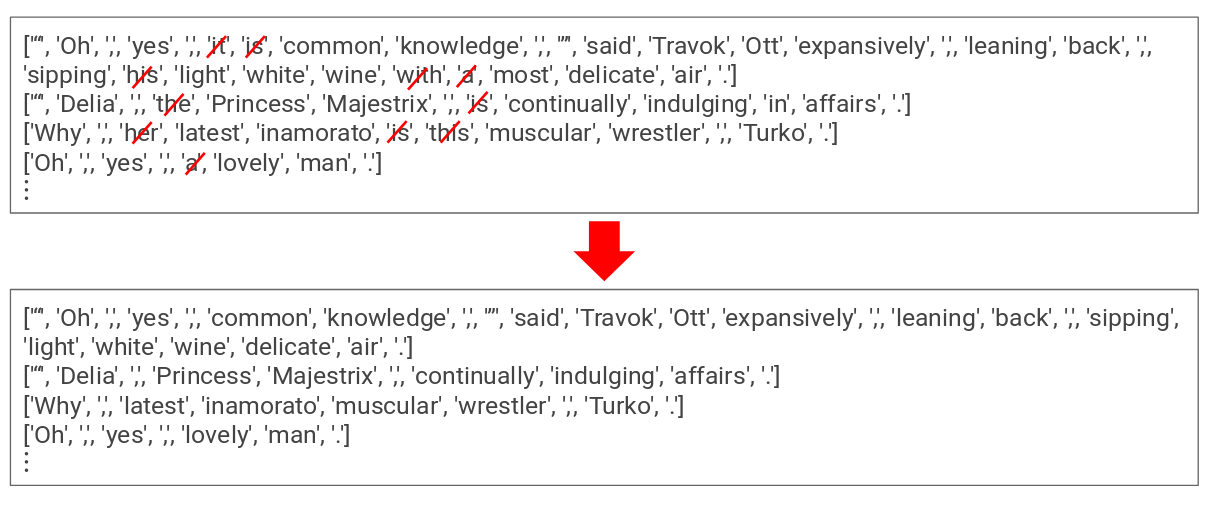 ['“', 'Oh', ',', 'yes', ',', 'it', 'is', 'common', 'knowledge', ',', '”', 'said', 'Travok', 'Ott', 'expansively', ',', 'leaning', 'back', ',',
'sipping', 'his', 'light', 'white', 'wine', 'with', 'a', 'most', 'delicate', 'air', '.']
['“', 'Delia', ',', 'the', 'Princess', 'Majestrix', ',', 'is', 'continually', 'indulging', 'in', 'affairs', '.']
['Why', ',', 'her', 'latest', 'inamorato', 'is', 'this', 'muscular', 'wrestler', ',', 'Turko', '.']
['Oh', ',', 'yes', ',', 'a', 'lovely', 'man', '.']
⋮
['“', 'Oh', ',', 'yes', ',', 'common', 'knowledge', ',', '”', 'said', 'Travok', 'Ott', 'expansively', ',', 'leaning', 'back', ',', 'sipping',
'light', 'white', 'wine', 'delicate', 'air', '.']
['“', 'Delia', ',', 'Princess', 'Majestrix', ',', 'continually', 'indulging', 'affairs', '.']
['Why', ',', 'latest', 'inamorato', 'muscular', 'wrestler', ',', 'Turko', '.']
['Oh', ',', 'yes', ',', 'lovely', 'man', '.']
⋮